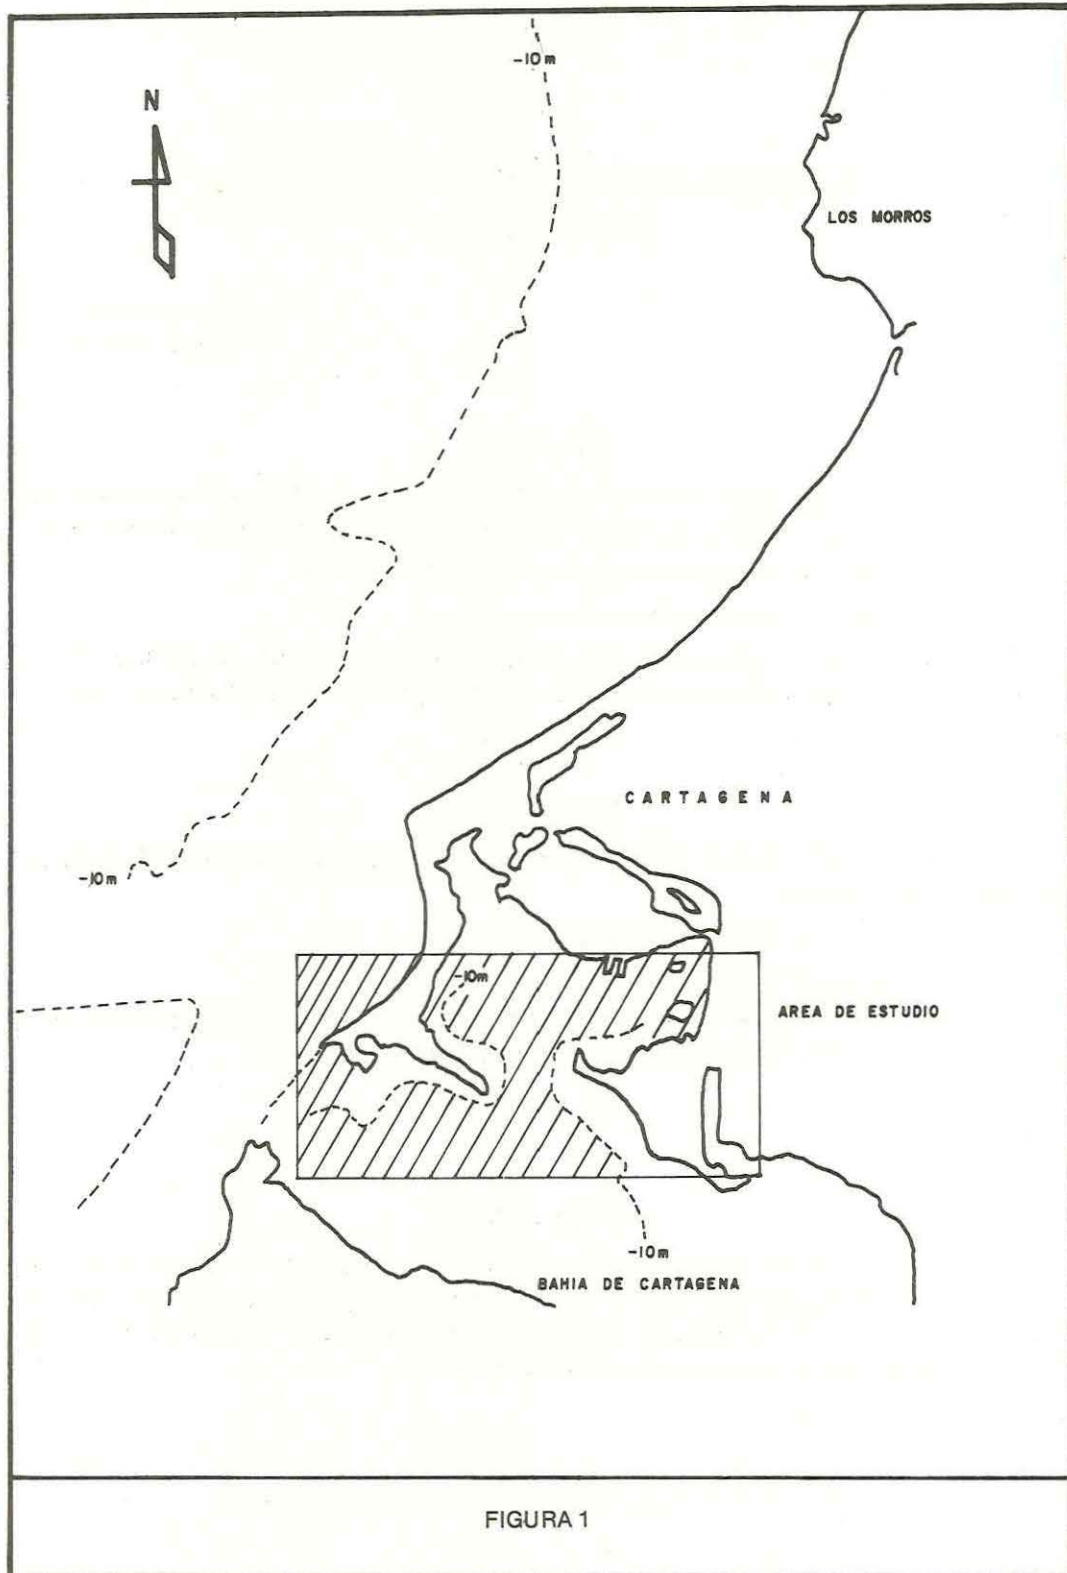 -10m
N
LOS MORROS
CARTAGENA
-10m
-10m
AREA DE ESTUDIO
-10m
BAHIA DE CARTAGENA
FIGURA 1